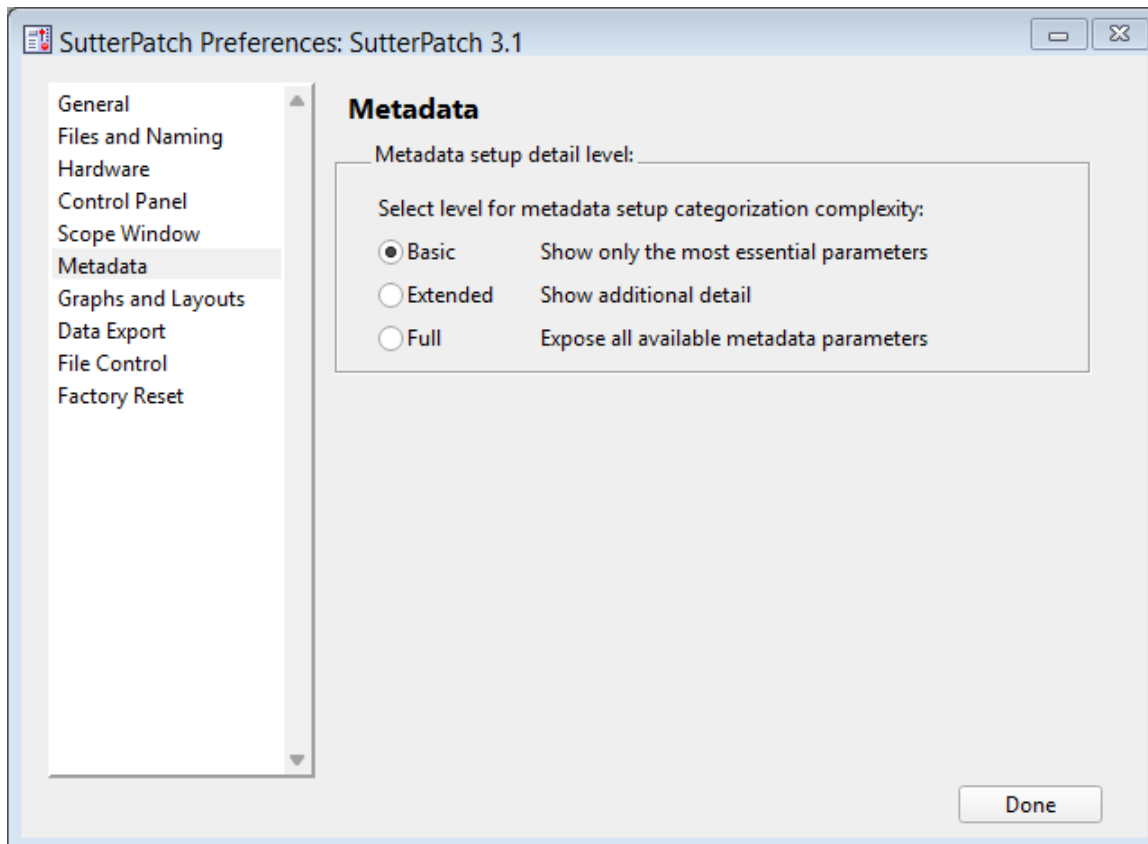 SutterPatch Preferences: SutterPatch 3.1
General
Files and Naming
Hardware
Control Panel
Scope Window
Metadata
Graphs and Layouts
Data Export
File Control
Factory Reset
Metadata
Metadata setup detail level:
Select level for metadata setup categorization complexity:
Basic Show only the most essential parameters
Extended Show additional detail
Full Expose all available metadata parameters
Done